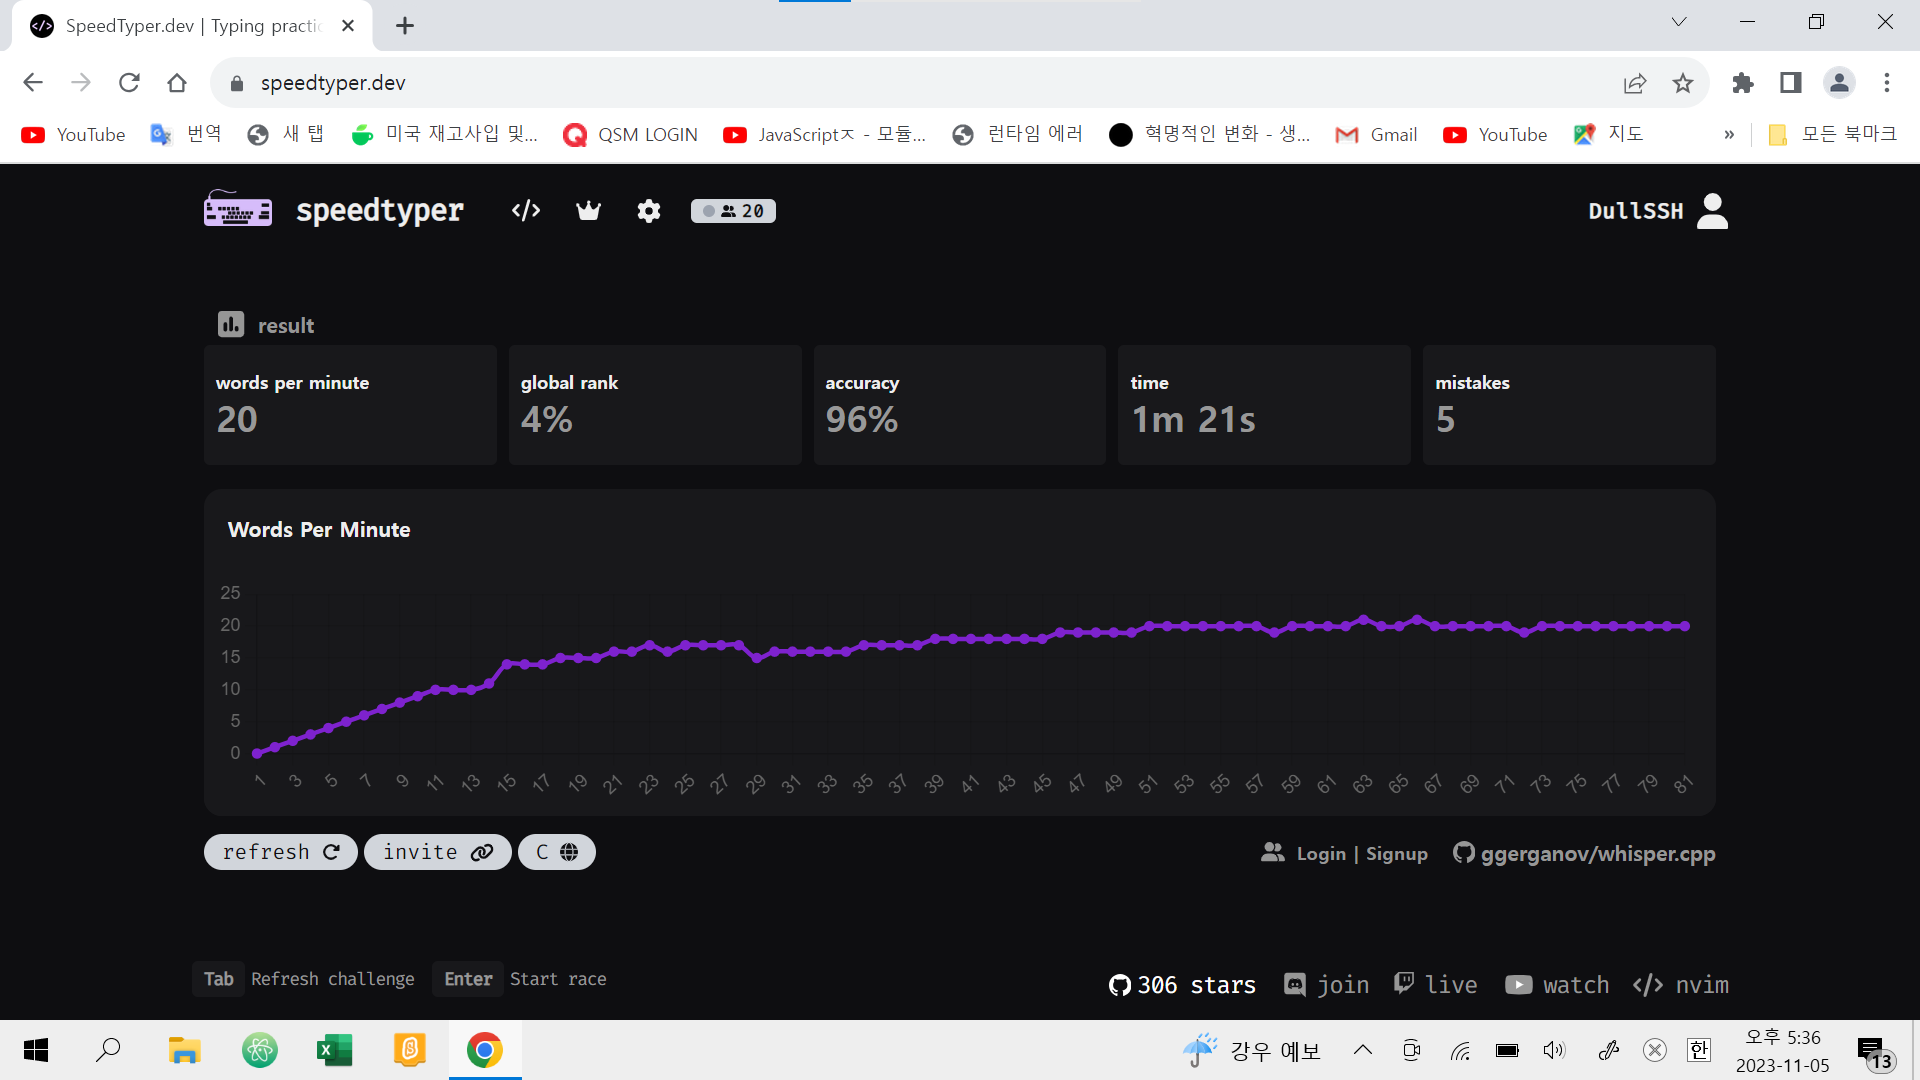 SpeedTyper.dev | Typing practic
speedtyper.dev
YouTube 번역 새 탭 미국 재고사입 및... QSM LOGIN JavaScriptㅈ - 모듈... 런타임 에러 혁명적인 변화 - 생... Gmail YouTube 지도 » 모든 북마크
speedtyper </> 20 DullSSH
result
words per minute
20
global rank
4%
accuracy
96%
time
1m 21s
mistakes
5
Words Per Minute
25
20
15
10
5
0
1 3 5 7 9 11 13 15 17 19 21 23 25 27 29 31 33 35 37 39 41 43 45 47 49 51 53 55 57 59 61 63 65 67 69 71 73 75 77 79 81
refresh invite C Login | Signup ggerganov/whisper.cpp
Tab Refresh challenge Enter Start race 306 stars join live watch </> nvim
강우 예보 한 오후 5:36
2023-11-05 13